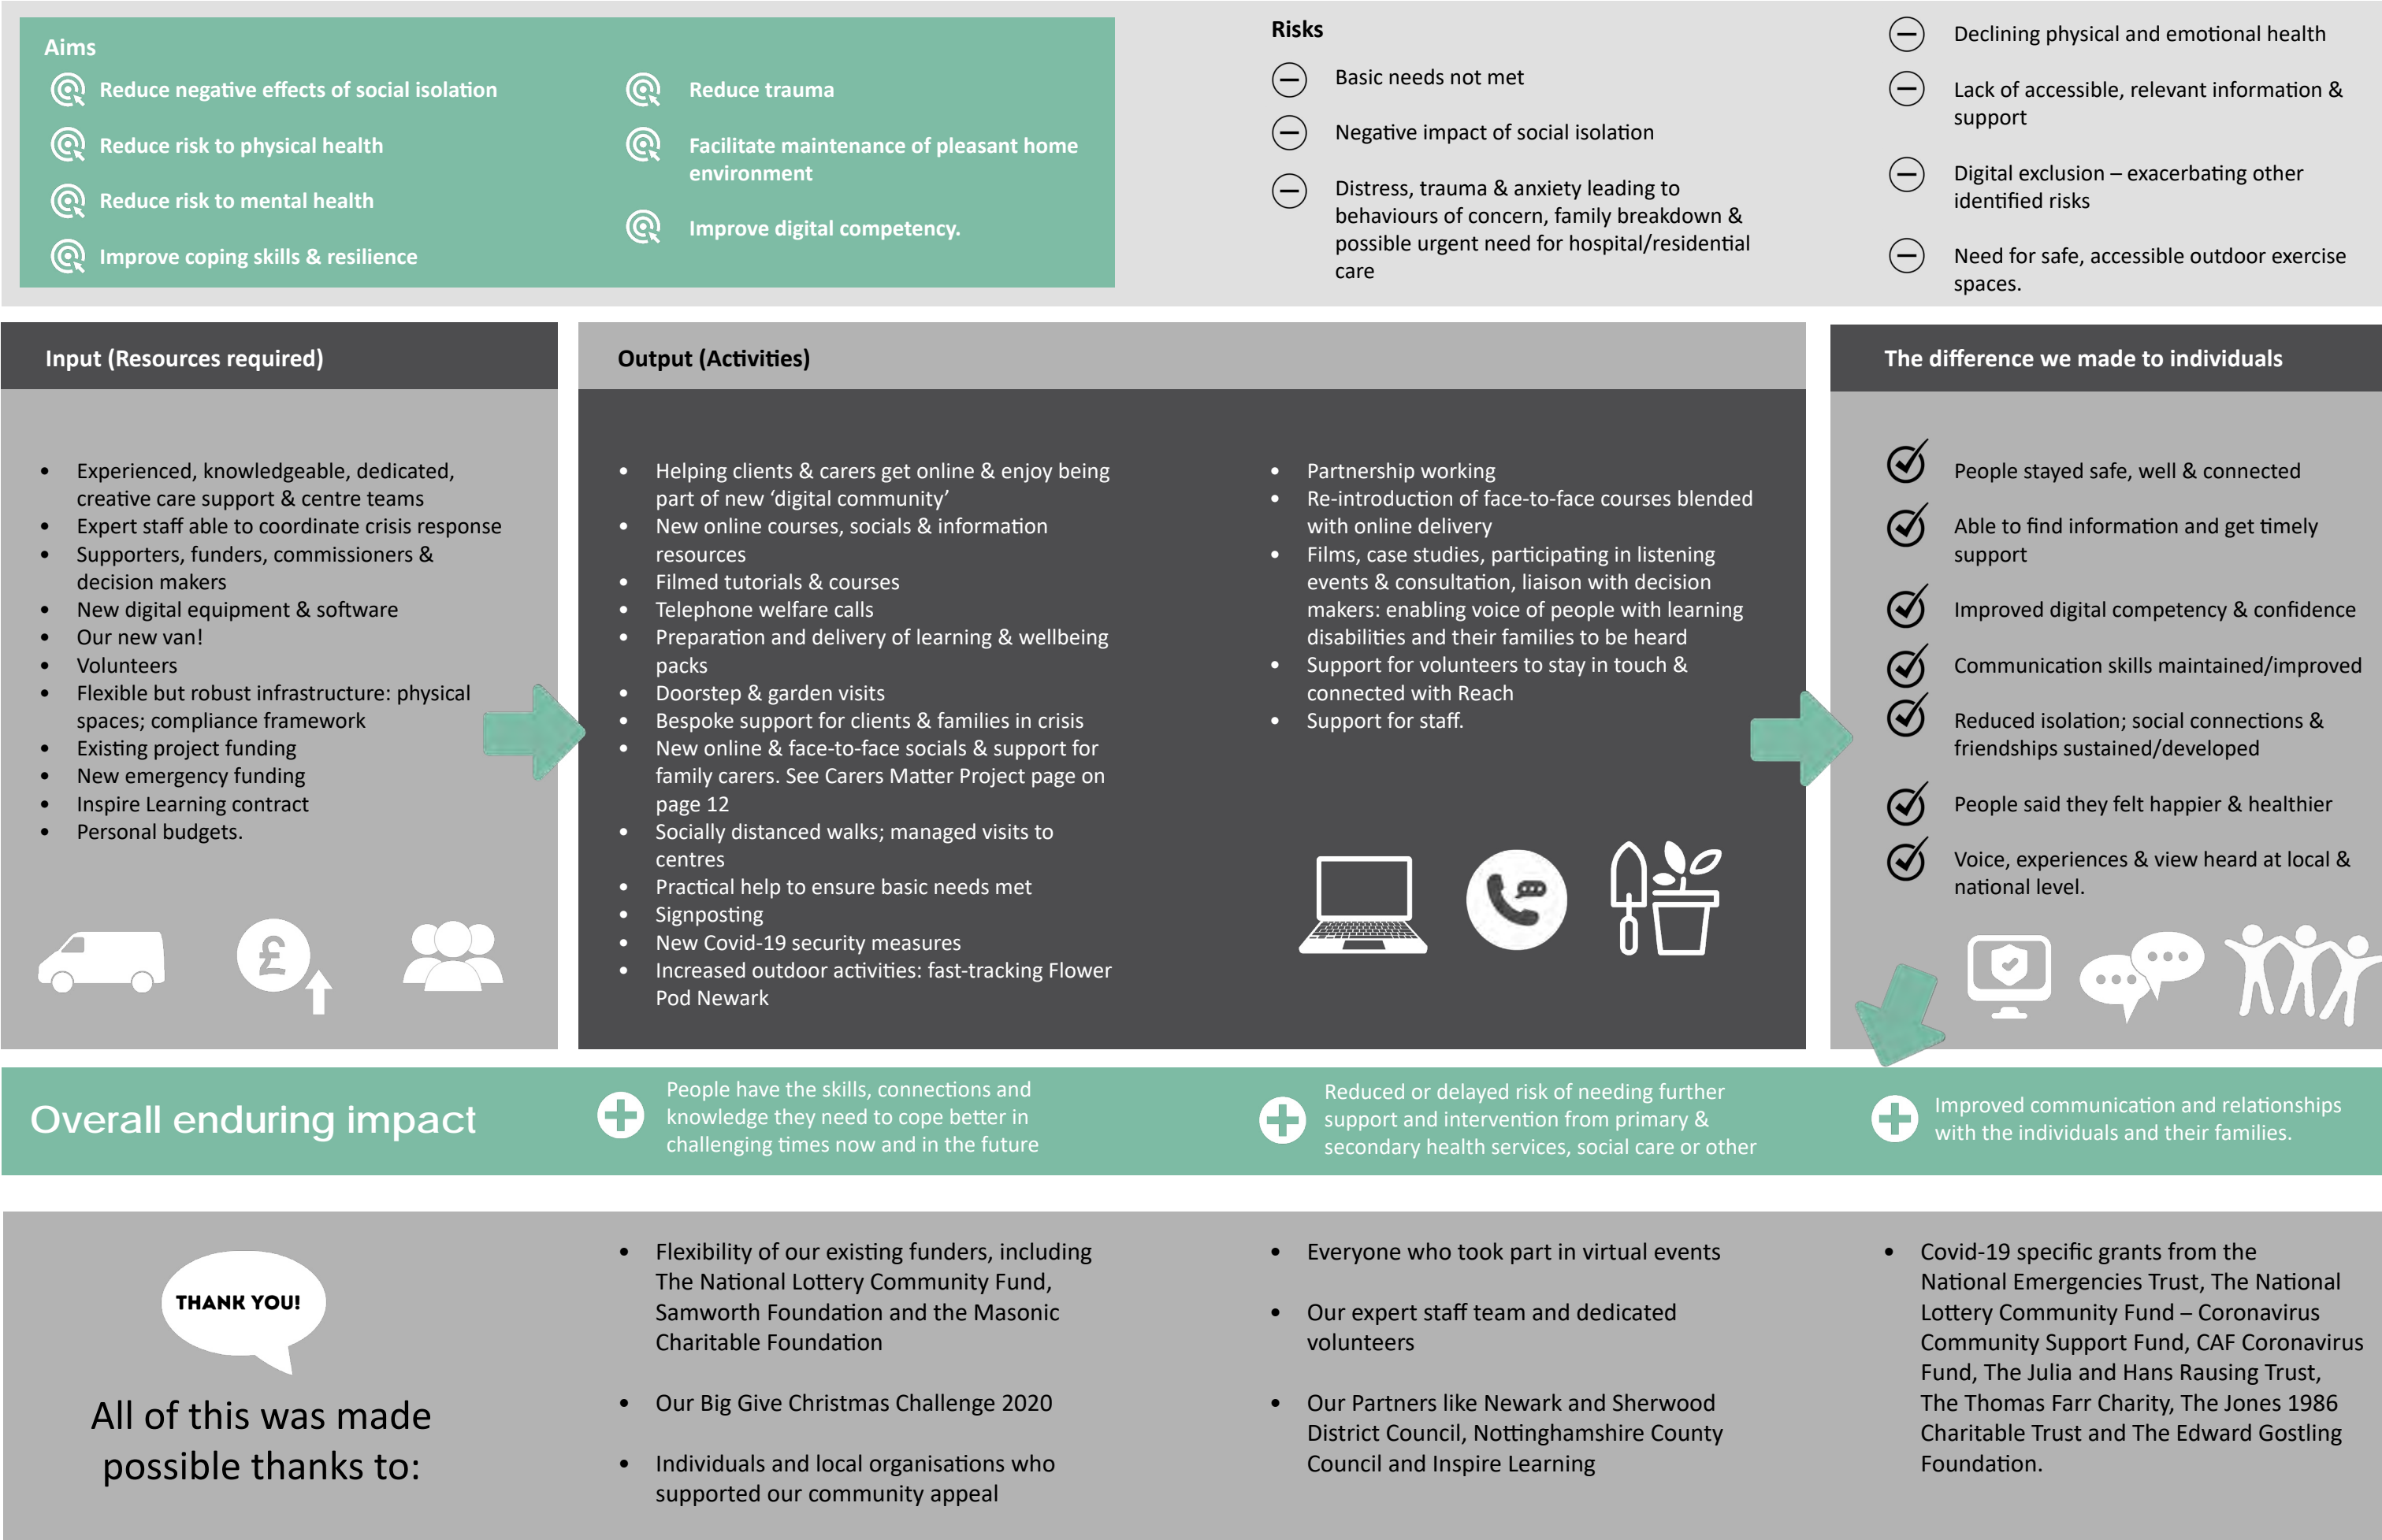 Aims
Reduce negative effects of social isolation
Reduce risk to physical health
Reduce risk to mental health
Improve coping skills & resilience
Reduce trauma
Facilitate maintenance of pleasant home
environment
Improve digital competency.
Risks
Basic needs not met
Negative impact of social isolation
Distress, trauma & anxiety leading to
behaviours of concern, family breakdown &
possible urgent need for hospital/residential
care
Declining physical and emotional health
Lack of accessible, relevant information &
support
Digital exclusion – exacerbating other
identified risks
Need for safe, accessible outdoor exercise
spaces.
Input (Resources required)
• Experienced, knowledgeable, dedicated,
creative care support & centre teams
• Expert staff able to coordinate crisis response
• Supporters, funders, commissioners &
decision makers
• New digital equipment & software
• Our new van!
• Volunteers
• Flexible but robust infrastructure: physical
spaces; compliance framework
• Existing project funding
• New emergency funding
• Inspire Learning contract
• Personal budgets.
£
Output (Activities)
• Helping clients & carers get online & enjoy being
part of new ‘digital community’
• New online courses, socials & information
resources
• Filmed tutorials & courses
• Telephone welfare calls
• Preparation and delivery of learning & wellbeing
packs
• Doorstep & garden visits
• Bespoke support for clients & families in crisis
• New online & face-to-face socials & support for
family carers. See Carers Matter Project page on
page 12
• Socially distanced walks; managed visits to
centres
• Practical help to ensure basic needs met
• Signposting
• New Covid-19 security measures
• Increased outdoor activities: fast-tracking Flower
Pod Newark
• Partnership working
• Re-introduction of face-to-face courses blended
with online delivery
• Films, case studies, participating in listening
events & consultation, liaison with decision
makers: enabling voice of people with learning
disabilities and their families to be heard
• Support for volunteers to stay in touch &
connected with Reach
• Support for staff.
The difference we made to individuals
People stayed safe, well & connected
Able to find information and get timely
support
Improved digital competency & confidence
Communication skills maintained/improved
Reduced isolation; social connections &
friendships sustained/developed
People said they felt happier & healthier
Voice, experiences & view heard at local &
national level.
Overall enduring impact
People have the skills, connections and
knowledge they need to cope better in
challenging times now and in the future
Reduced or delayed risk of needing further
support and intervention from primary &
secondary health services, social care or other
Improved communication and relationships
with the individuals and their families.
THANK YOU!
All of this was made
possible thanks to:
• Flexibility of our existing funders, including
The National Lottery Community Fund,
Samworth Foundation and the Masonic
Charitable Foundation
• Our Big Give Christmas Challenge 2020
• Individuals and local organisations who
supported our community appeal
• Everyone who took part in virtual events
• Our expert staff team and dedicated
volunteers
• Our Partners like Newark and Sherwood
District Council, Nottinghamshire County
Council and Inspire Learning
• Covid-19 specific grants from the
National Emergencies Trust, The National
Lottery Community Fund – Coronavirus
Community Support Fund, CAF Coronavirus
Fund, The Julia and Hans Rausing Trust,
The Thomas Farr Charity, The Jones 1986
Charitable Trust and The Edward Gostling
Foundation.